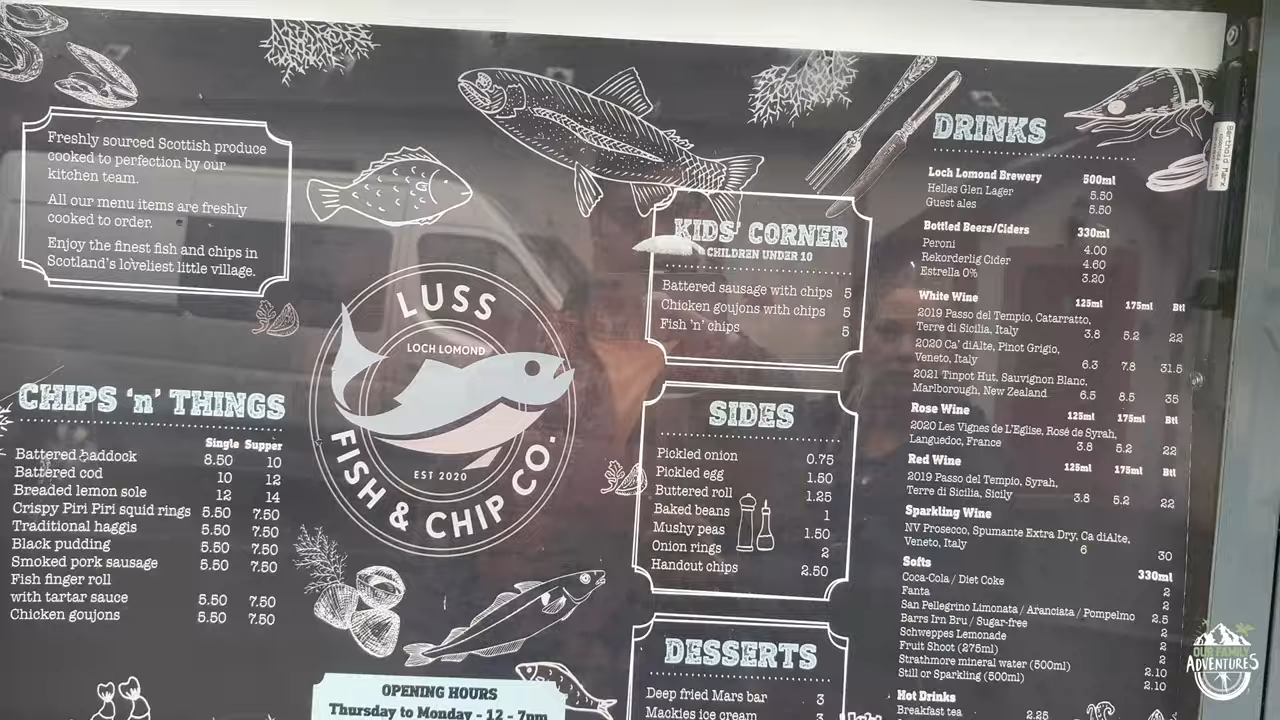 Freshly sourced Scottish produce
cooked to perfection by our
kitchen team.
All our menu items are freshly
cooked to order.
Enjoy the finest fish and chips in
Scotland's loveliest little village.
CHIPS 'n' THINGS
Single Supper
Battered haddock 8.50 10
Battered cod 10 12
Breaded lemon sole 12 14
Crispy Piri Piri squid rings 5.50 7.50
Traditional haggis 5.50 7.50
Black pudding 5.50 7.50
Smoked pork sausage 5.50 7.50
Fish finger roll
with tartar sauce 5.50 7.50
Chicken goujons 5.50 7.50
LUSS
LOCH LOMOND
EST 2020
FISH & CHIP CO.
OPENING HOURS
Thursday to Monday - 12 - 7pm
KIDS' CORNER
CHILDREN UNDER 10
Battered sausage with chips 5
Chicken goujons with chips 5
Fish 'n' chips 5
SIDES
Pickled onion 0.75
Pickled egg 1.50
Buttered roll 1.25
Baked beans 1
Mushy peas 1.50
Onion rings 2
Handcut chips 2.50
DESSERTS
Deep fried Mars bar 3
Mackies ice cream 3
DRINKS
Loch Lomond Brewery 500ml
Helles Glen Lager 5.50
Guest ales 5.50
Bottled Beers/Ciders 330ml
Peroni 4.00
Rekorderlig Cider 4.60
Estrella 0% 3.20
White Wine 125ml 175ml Btl
2019 Passo del Tempio, Catarratto,
Terre di Sicilia, Italy 3.8 5.2 22
2020 Ca' diAlte, Pinot Grigio,
Veneto, Italy 6.3 7.8 31.5
2021 Tinpot Hut, Sauvignon Blanc,
Marlborough, New Zealand 6.5 8.5 35
Rose Wine 125ml 175ml Btl
2020 Les Vignes de L'Eglise, Rosé de Syrah,
Languedoc, France 3.8 5.2 22
Red Wine 125ml 175ml Btl
2019 Passo del Tempio, Syrah,
Terre di Sicilia, Sicily 3.8 5.2 22
Sparkling Wine
NV Prosecco, Spumante Extra Dry, Ca diAlte,
Veneto, Italy 6 30
Softs 330ml
Coca-Cola / Diet Coke 2
Fanta 2
San Pellegrino Limonata / Aranciata / Pompelmo 2.5
Barrs Irn Bru / Sugar-free 2
Schweppes Lemonade 2
Fruit Shoot (275ml) 2
Strathmore mineral water (500ml) 2.10
Still or Sparkling (500ml) 2.10
Hot Drinks
Breakfast tea 2.25
OUR FAMILY
ADVENTURES